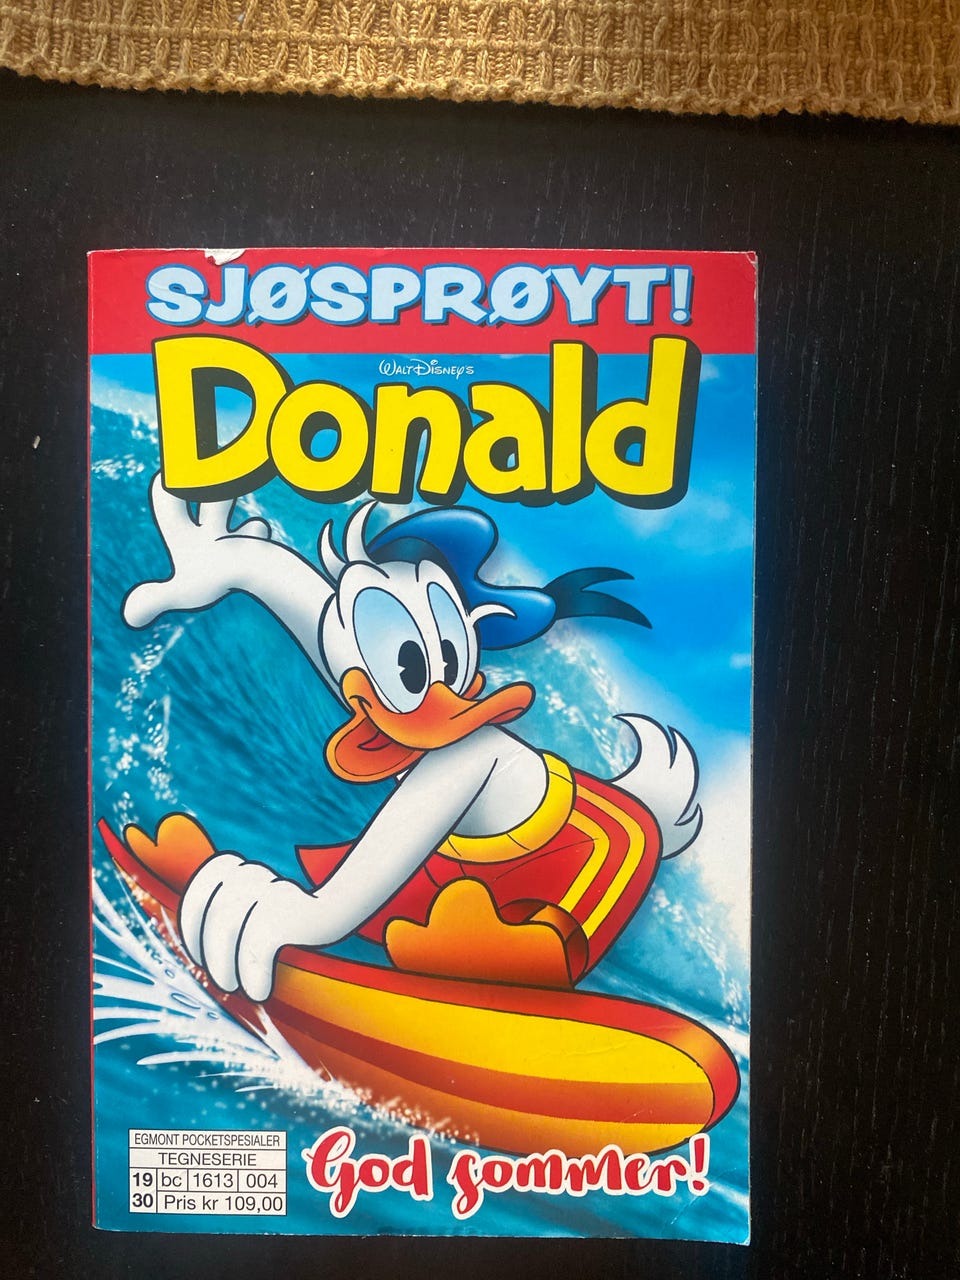 SJØSPRØYT!
WALT DISNEY'S
Donald
EGMONT POCKETSPESIALER
TEGNESERIE
19 bc 1613 004
30 Pris kr 109,00
God sommer!